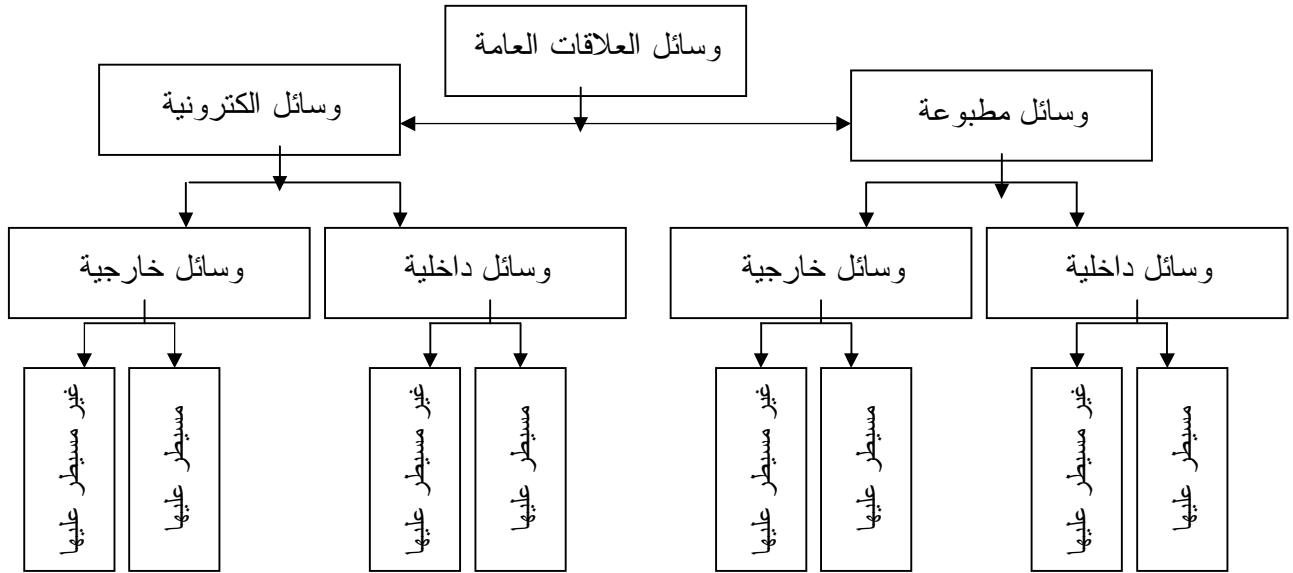 وسائل العلاقات العامة
وسائل مطبوعة
وسائل الكترونية
وسائل داخلية
وسائل خارجية
وسائل داخلية
وسائل خارجية
مسيطر عليها
غير مسيطر عليها
مسيطر عليها
غير مسيطر عليها
مسيطر عليها
غير مسيطر عليها
مسيطر عليها
غير مسيطر عليها